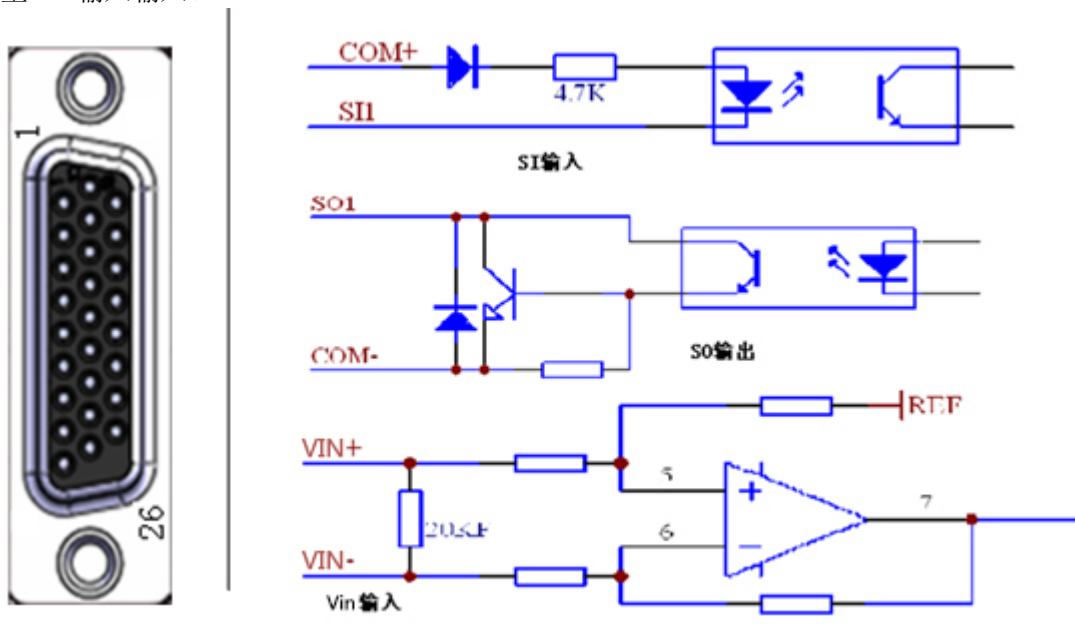 COM+
4.7K
SI1
SI输入
1
SO1
COM-
SO输出
REF
VIN+
5
7
6
VIN-
Vin输入
26